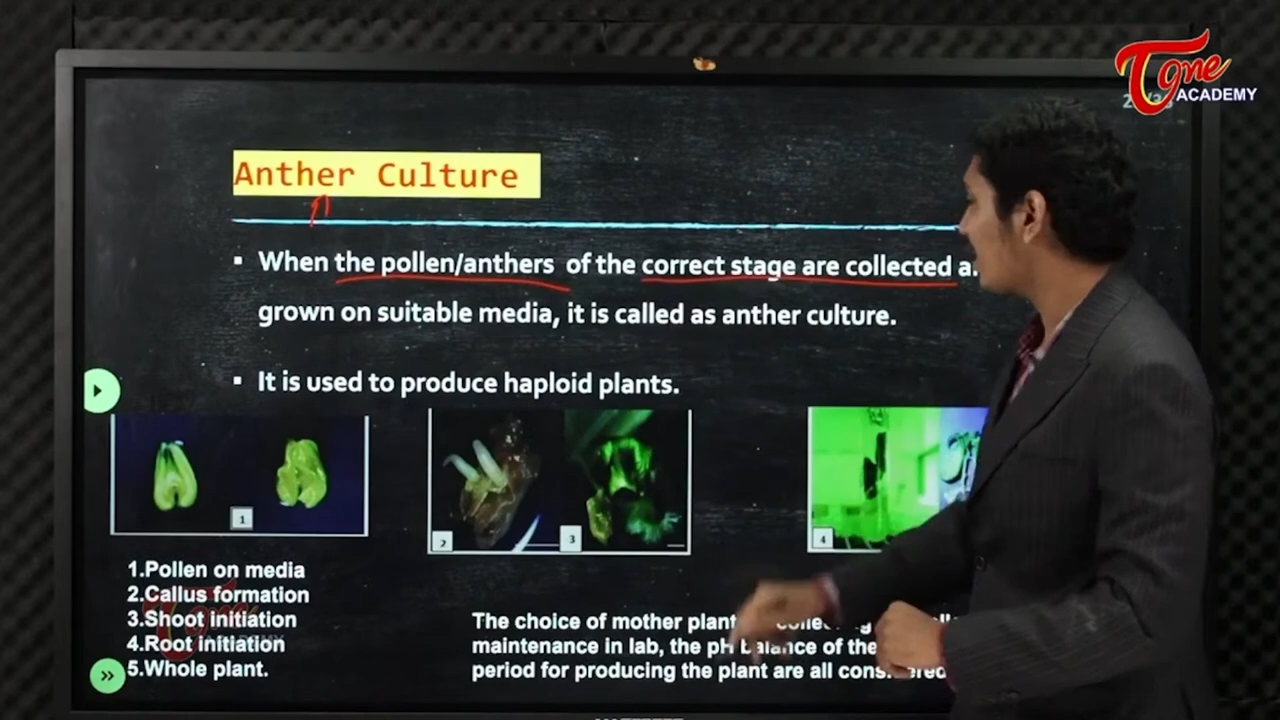 Tone
ACADEMY
Anther Culture
▪ When the pollen/anthers of the correct stage are collected
grown on suitable media, it is called as anther culture.
▪ It is used to produce haploid plants.
1
2
3
4
1.Pollen on media
2.Callus formation
3.Shoot initiation
4.Root initiation
5.Whole plant.
The choice of mother plant
maintenance in lab, the pH balance of the
period for producing the plant are all considered